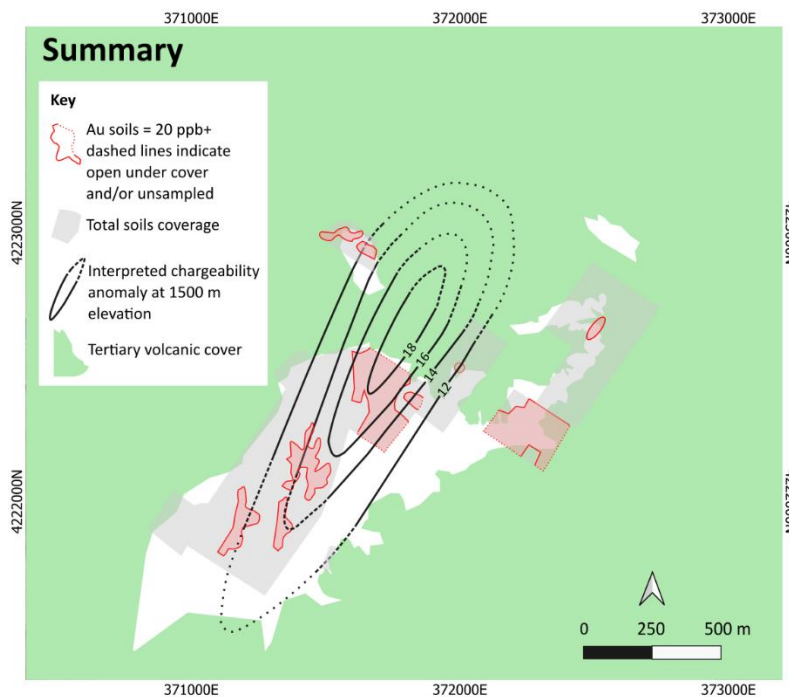 371000E
372000E
373000E
Summary
Key
Au soils = 20 ppb+
dashed lines indicate
open under cover
and/or unsampled
Total soils coverage
Interpreted chargeability
anomaly at 1500 m
elevation
Tertiary volcanic cover
4223000N
4222000N
4223000N
4222000N
18
16
14
12
0
250
500 m
371000E
372000E
373000E